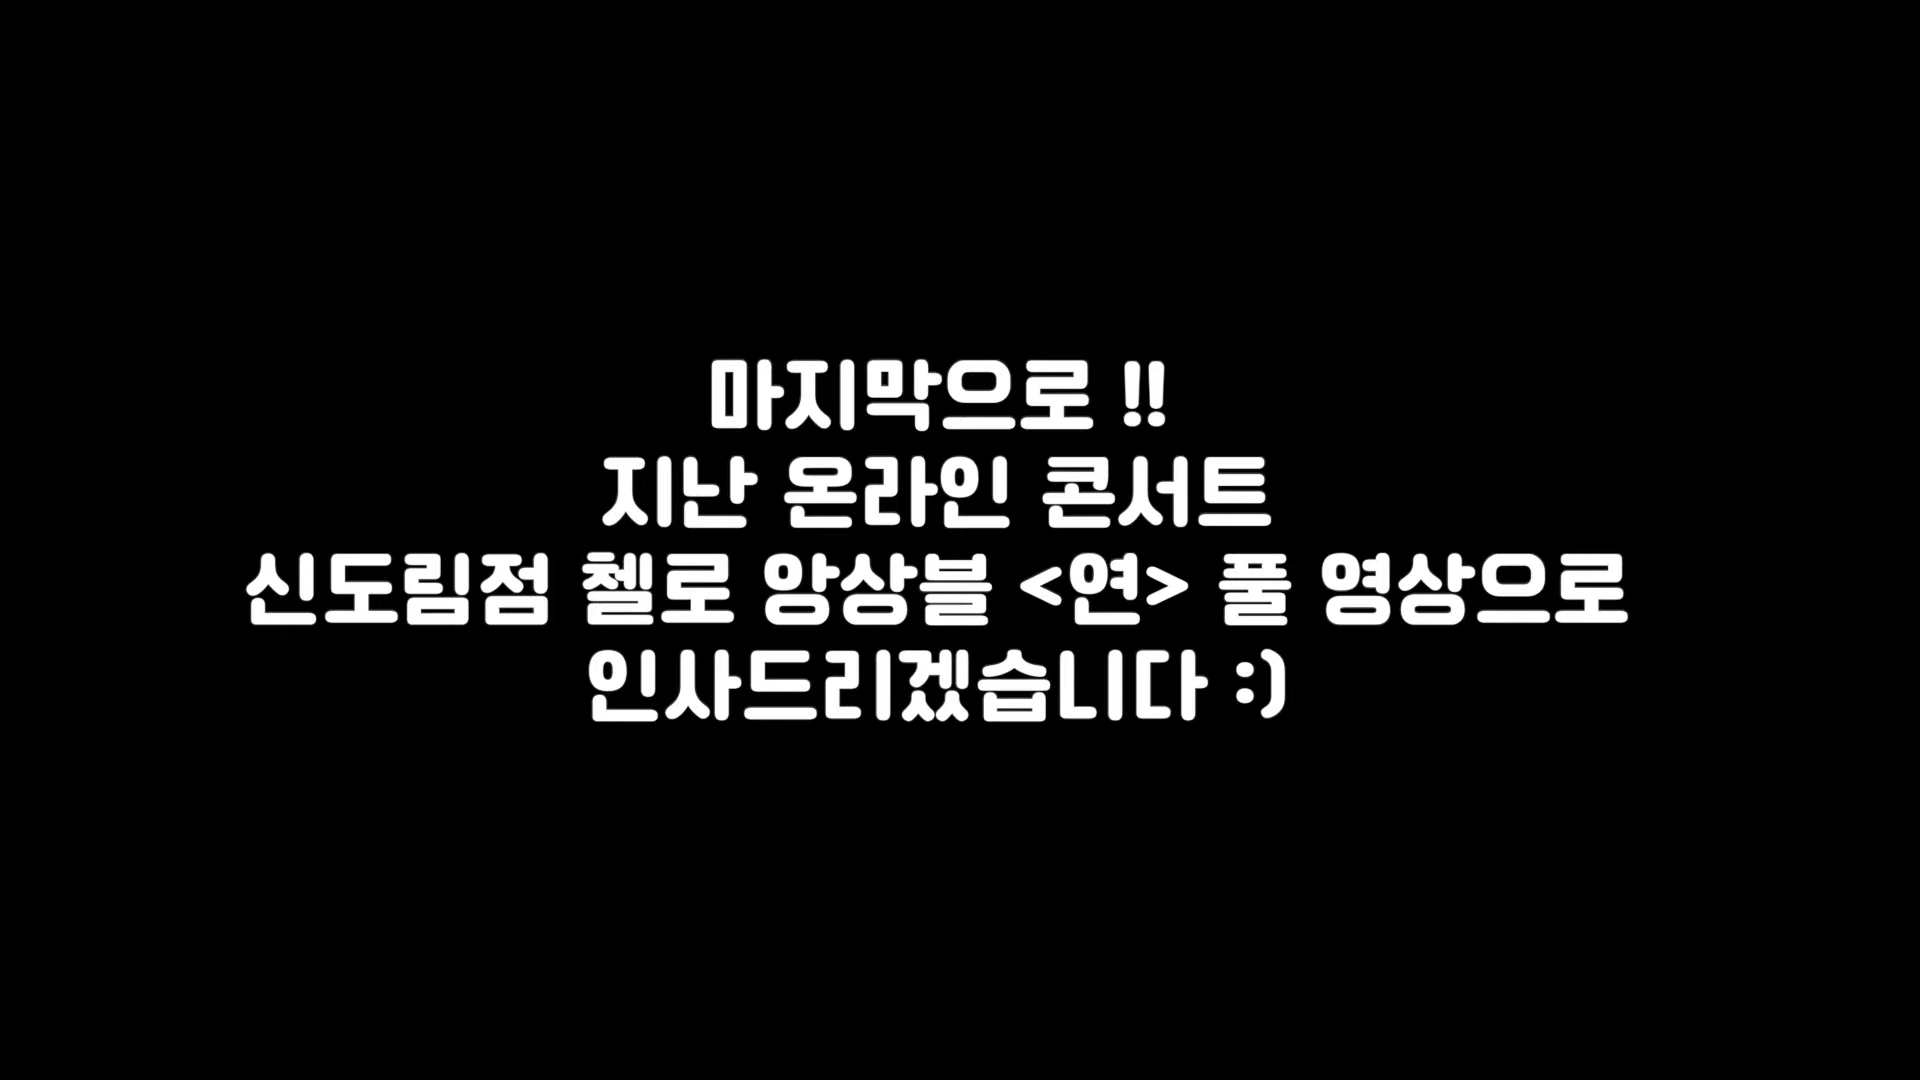 마지막으로 !!
지난 온라인 콘서트
신도림점 첼로 앙상블 <연> 풀 영상으로
인사드리겠습니다 :)